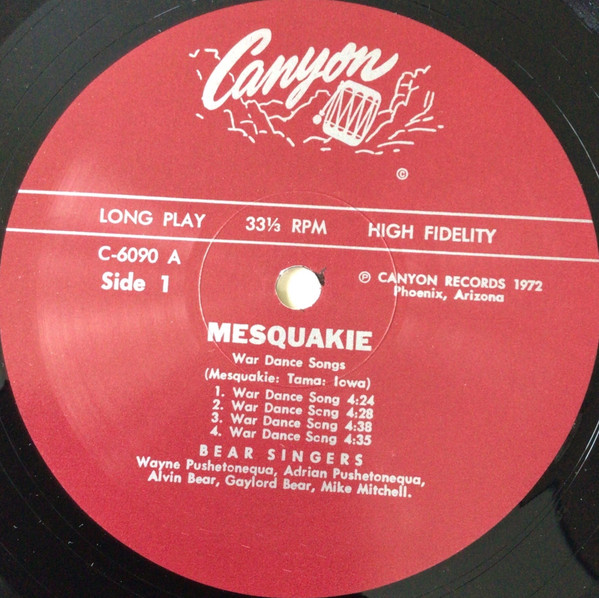 Canyon
©
LONG PLAY 33⅓ RPM HIGH FIDELITY
C-6090 A
Side 1
℗ CANYON RECORDS 1972
Phoenix, Arizona
MESQUAKIE
War Dance Songs
(Mesquakie: Tama: Iowa)
1. War Dance Song 4:24
2. War Dance Song 4:28
3. War Dance Song 4:38
4. War Dance Song 4:35
BEAR SINGERS
Wayne Pushetonequa, Adrian Pushetonequa,
Alvin Bear, Gaylord Bear, Mike Mitchell.